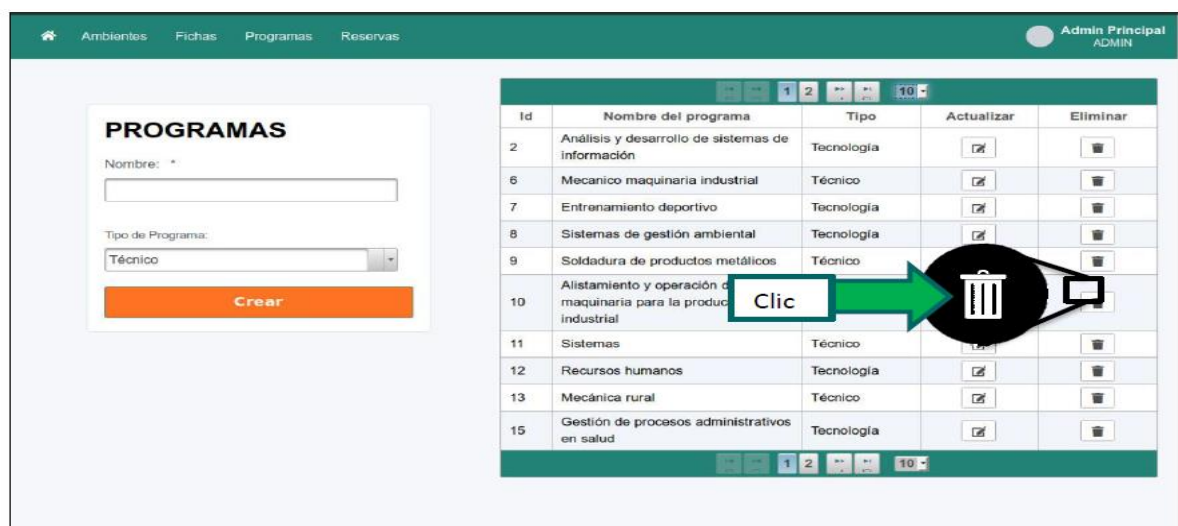 Ambientes Fichas Programas Reservas
Admin Principal
ADMIN
PROGRAMAS
Nombre: *
Tipo de Programa:
Técnico
Crear
1 2 10
Id Nombre del programa Tipo Actualizar Eliminar
2 Análisis y desarrollo de sistemas de
información Tecnología
6 Mecanico maquinaria industrial Técnico
7 Entrenamiento deportivo Tecnología
8 Sistemas de gestión ambiental Tecnología
9 Soldadura de productos metálicos Técnico
10 Alistamiento y operación
maquinaria para la
industrial
Clic
11 Sistemas Técnico
12 Recursos humanos Tecnología
13 Mecánica rural Técnico
15 Gestión de procesos administrativos
en salud Tecnología
1 2 10